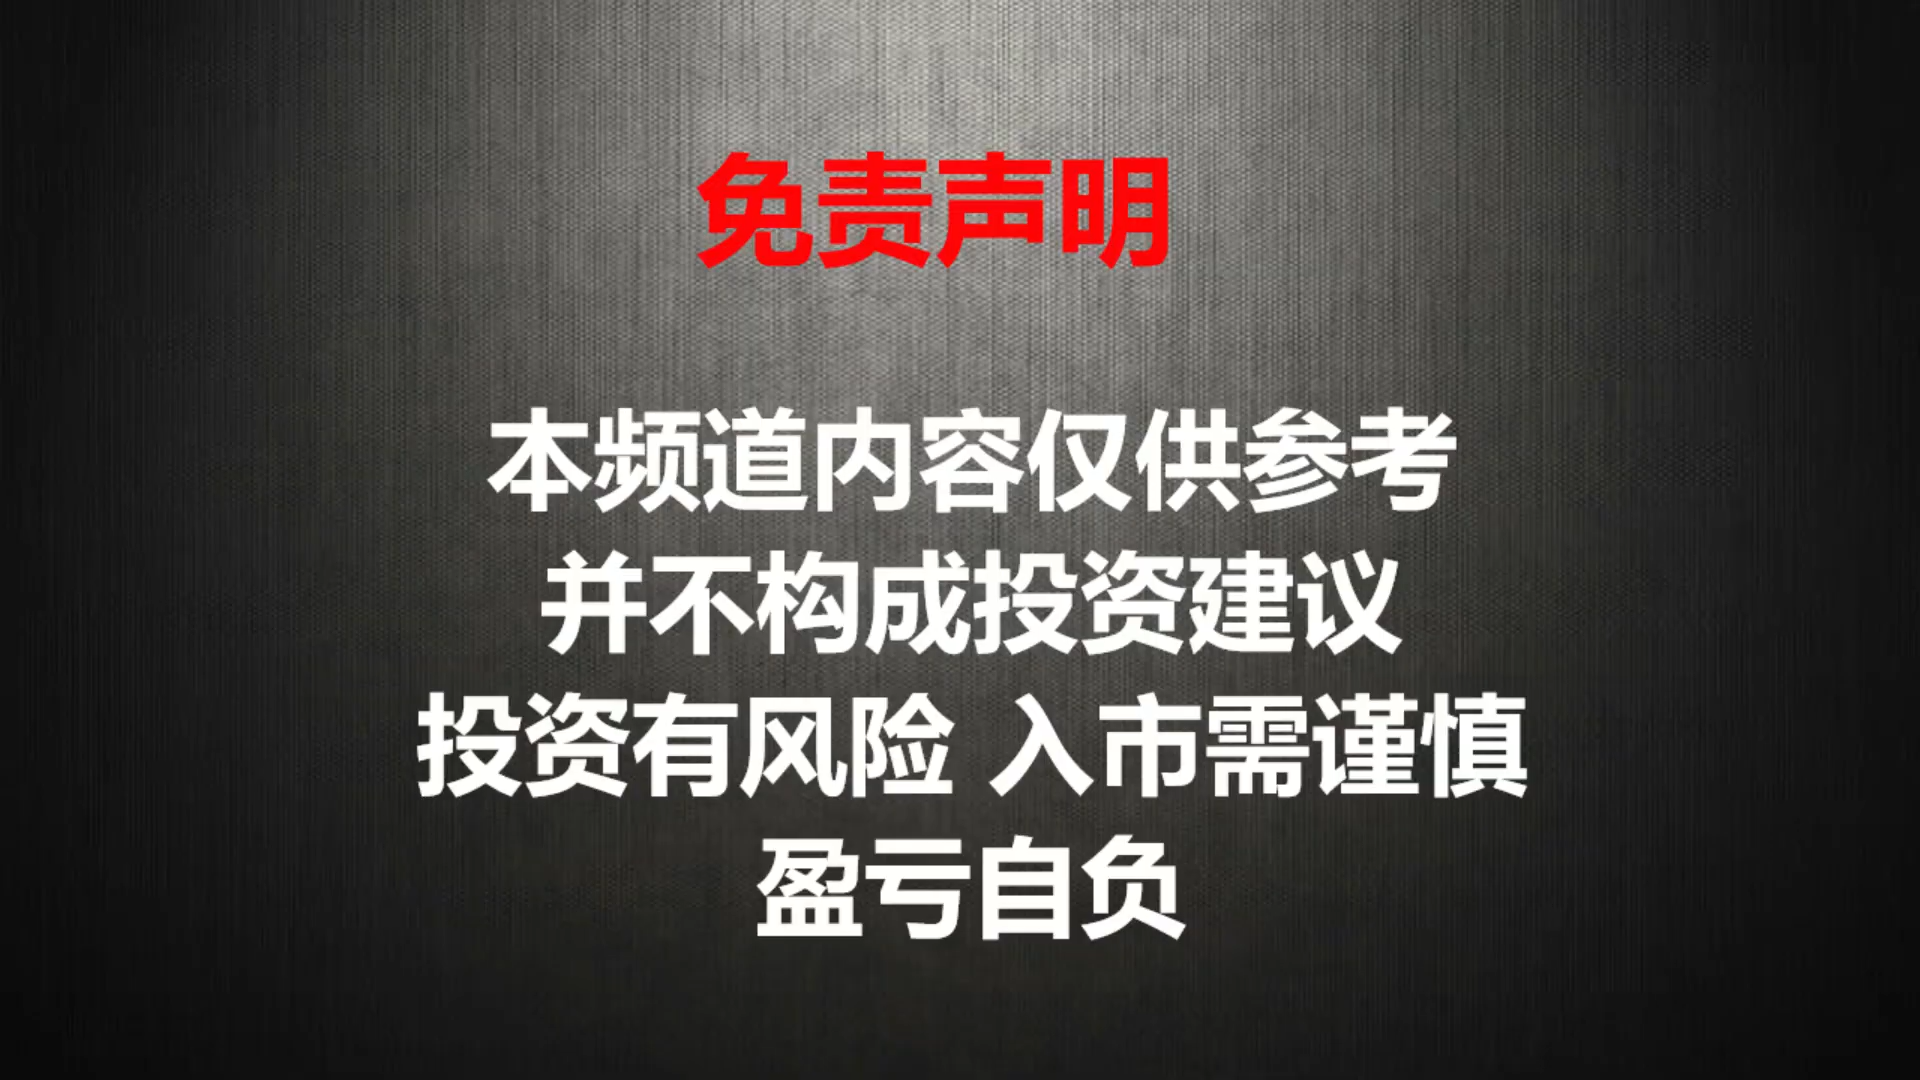 免责声明
本频道内容仅供参考
并不构成投资建议
投资有风险 入市需谨慎
盈亏自负